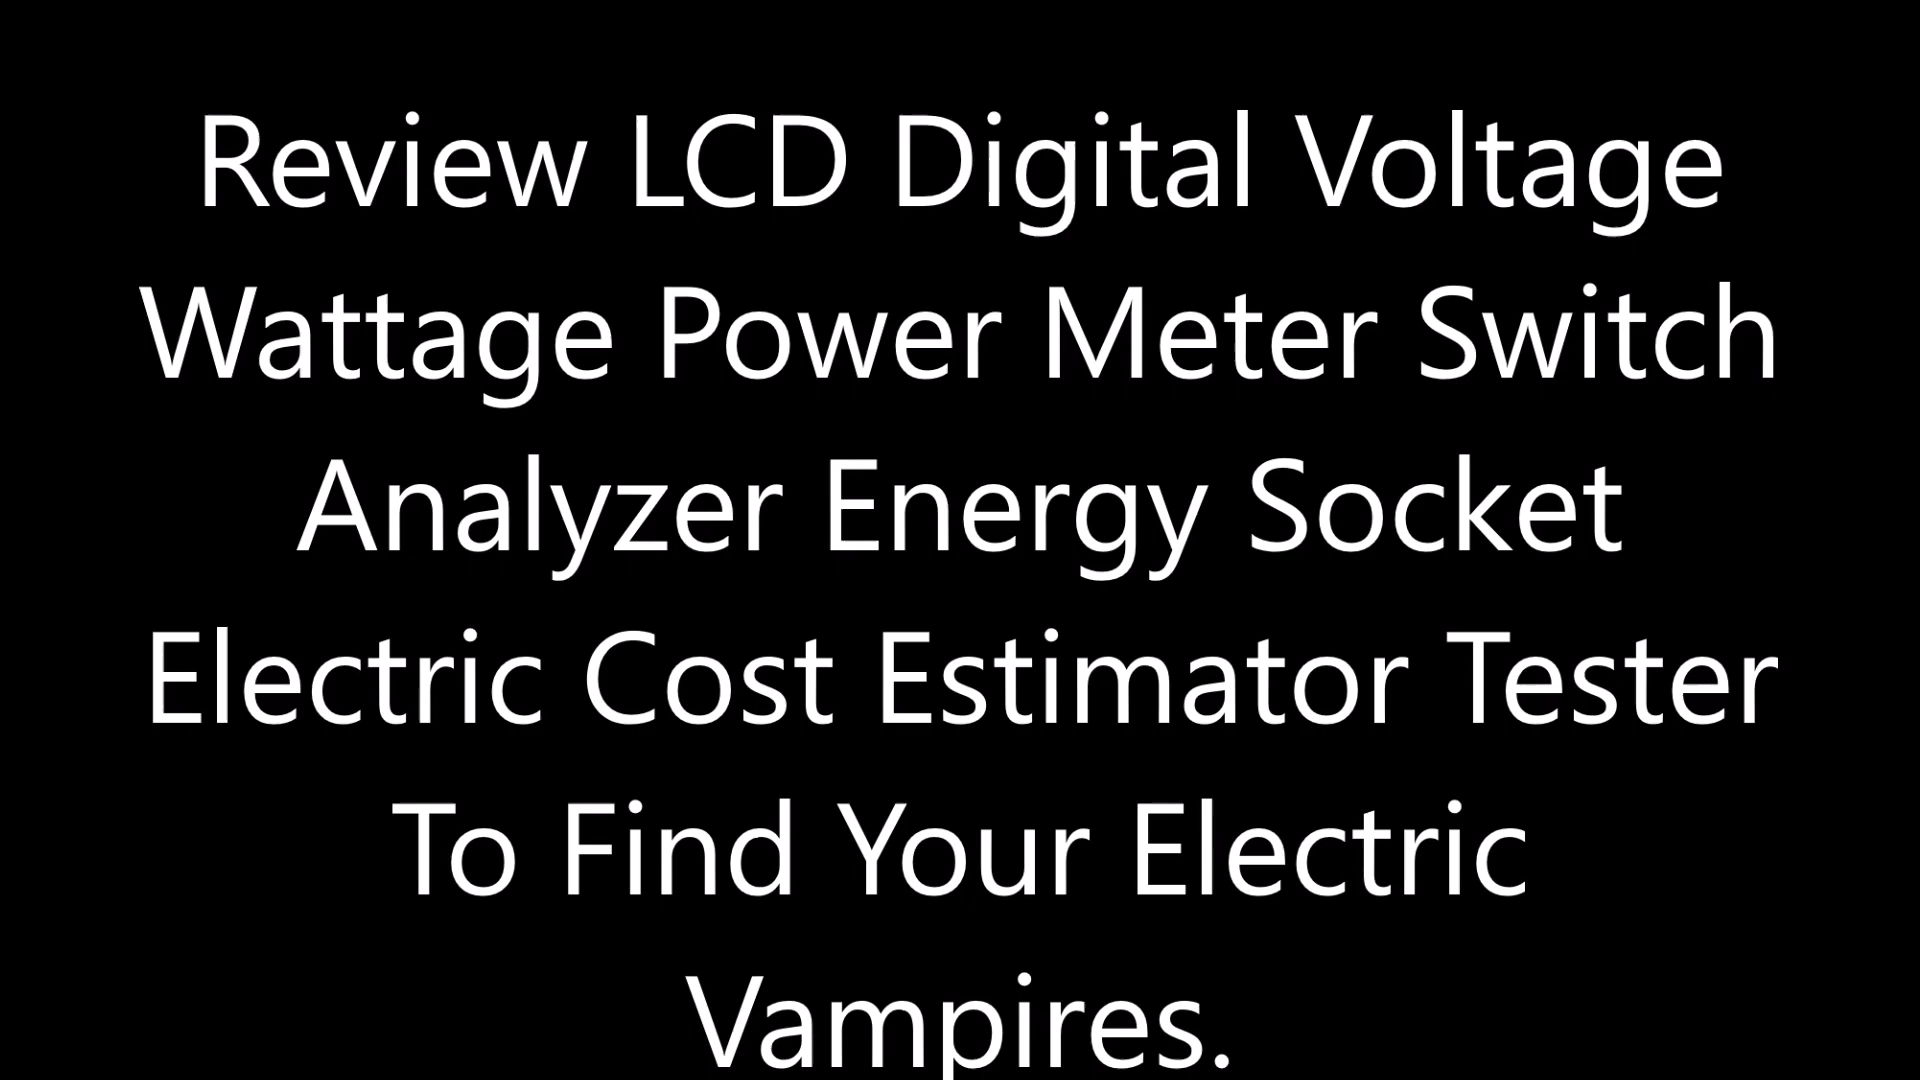 Review LCD Digital Voltage
Wattage Power Meter Switch
Analyzer Energy Socket
Electric Cost Estimator Tester
To Find Your Electric
Vampires.